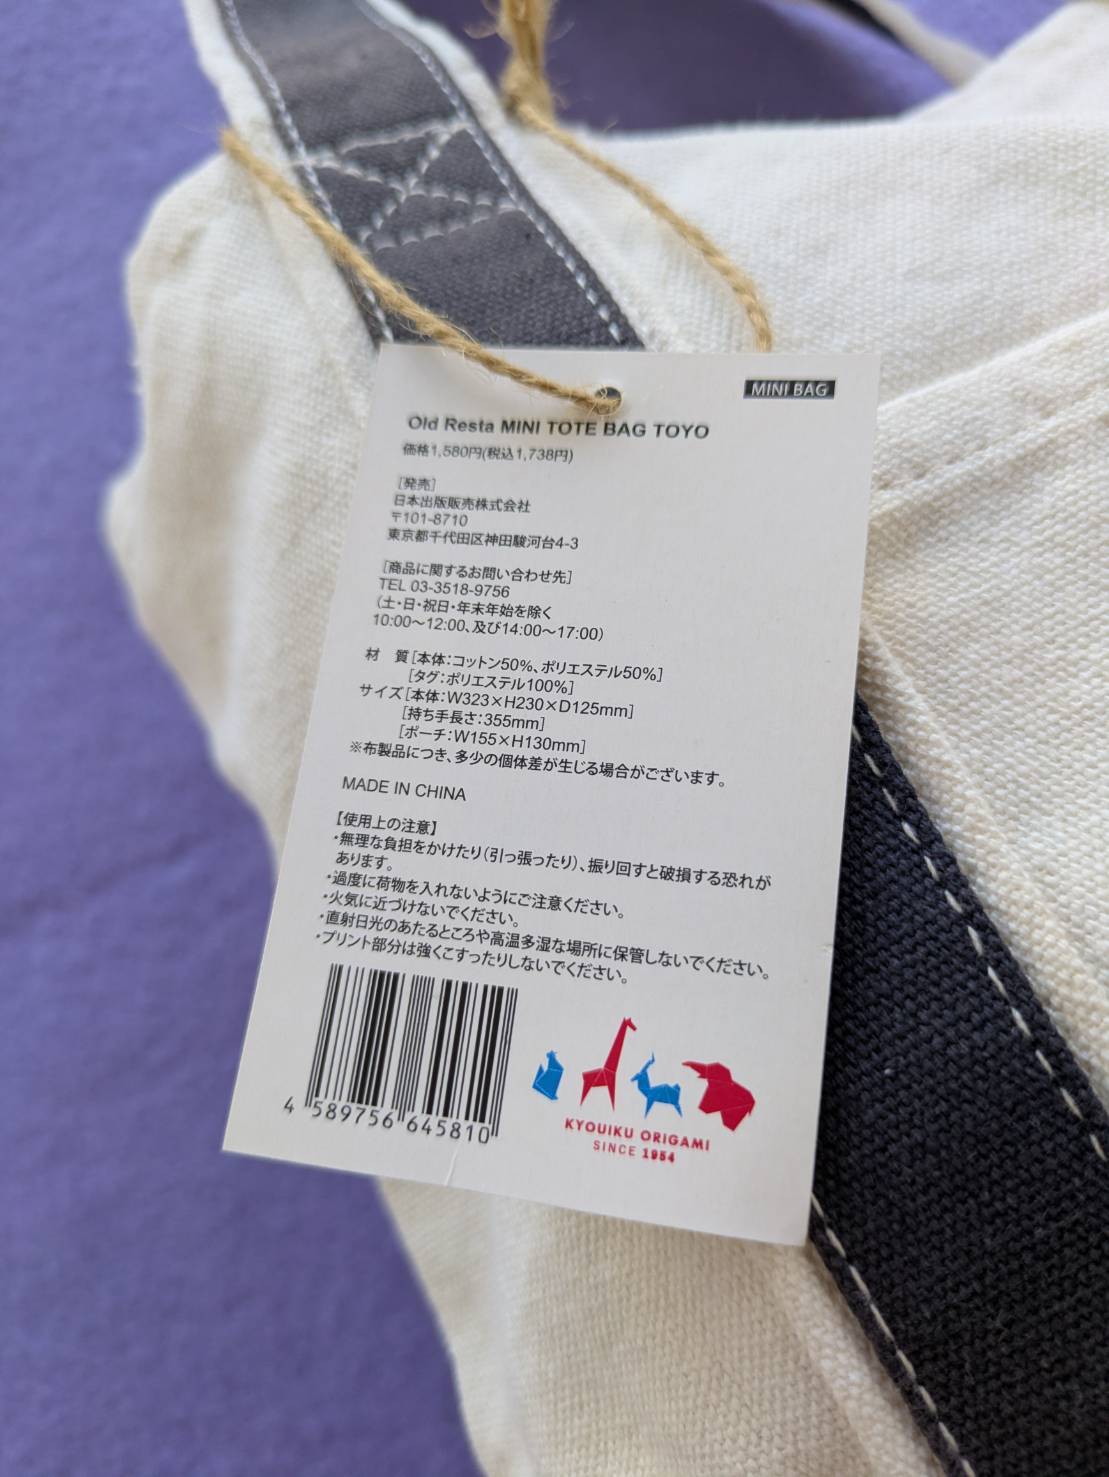 MINI BAG
Old Resta MINI TOTE BAG TOYO
価格1,580円(税込1,738円)
［発売］
日本出版販売株式会社
〒101-8710
東京都千代田区神田駿河台4-3
［商品に関するお問い合わせ先］
TEL 03-3518-9756
（土・日・祝日・年末年始を除く
10:00～12:00、及び14:00～17:00）
材　質［本体：コットン50%、ポリエステル50%］
［タグ：ポリエステル100%］
サイズ［本体：W323×H230×D125mm］
［持ち手長さ：355mm］
［ポーチ：W155×H130mm］
※布製品につき、多少の個体差が生じる場合がございます。
MADE IN CHINA
【使用上の注意】
・無理な負担をかけたり（引っ張ったり）、振り回すと破損する恐れが
あります。
・過度に荷物を入れないようにご注意ください。
・火気に近づけないでください。
・直射日光のあたるところや高温多湿な場所に保管しないでください。
・プリント部分は強くこすったりしないでください。
4 589756 645810
KYOUIKU ORIGAMI
SINCE 1954